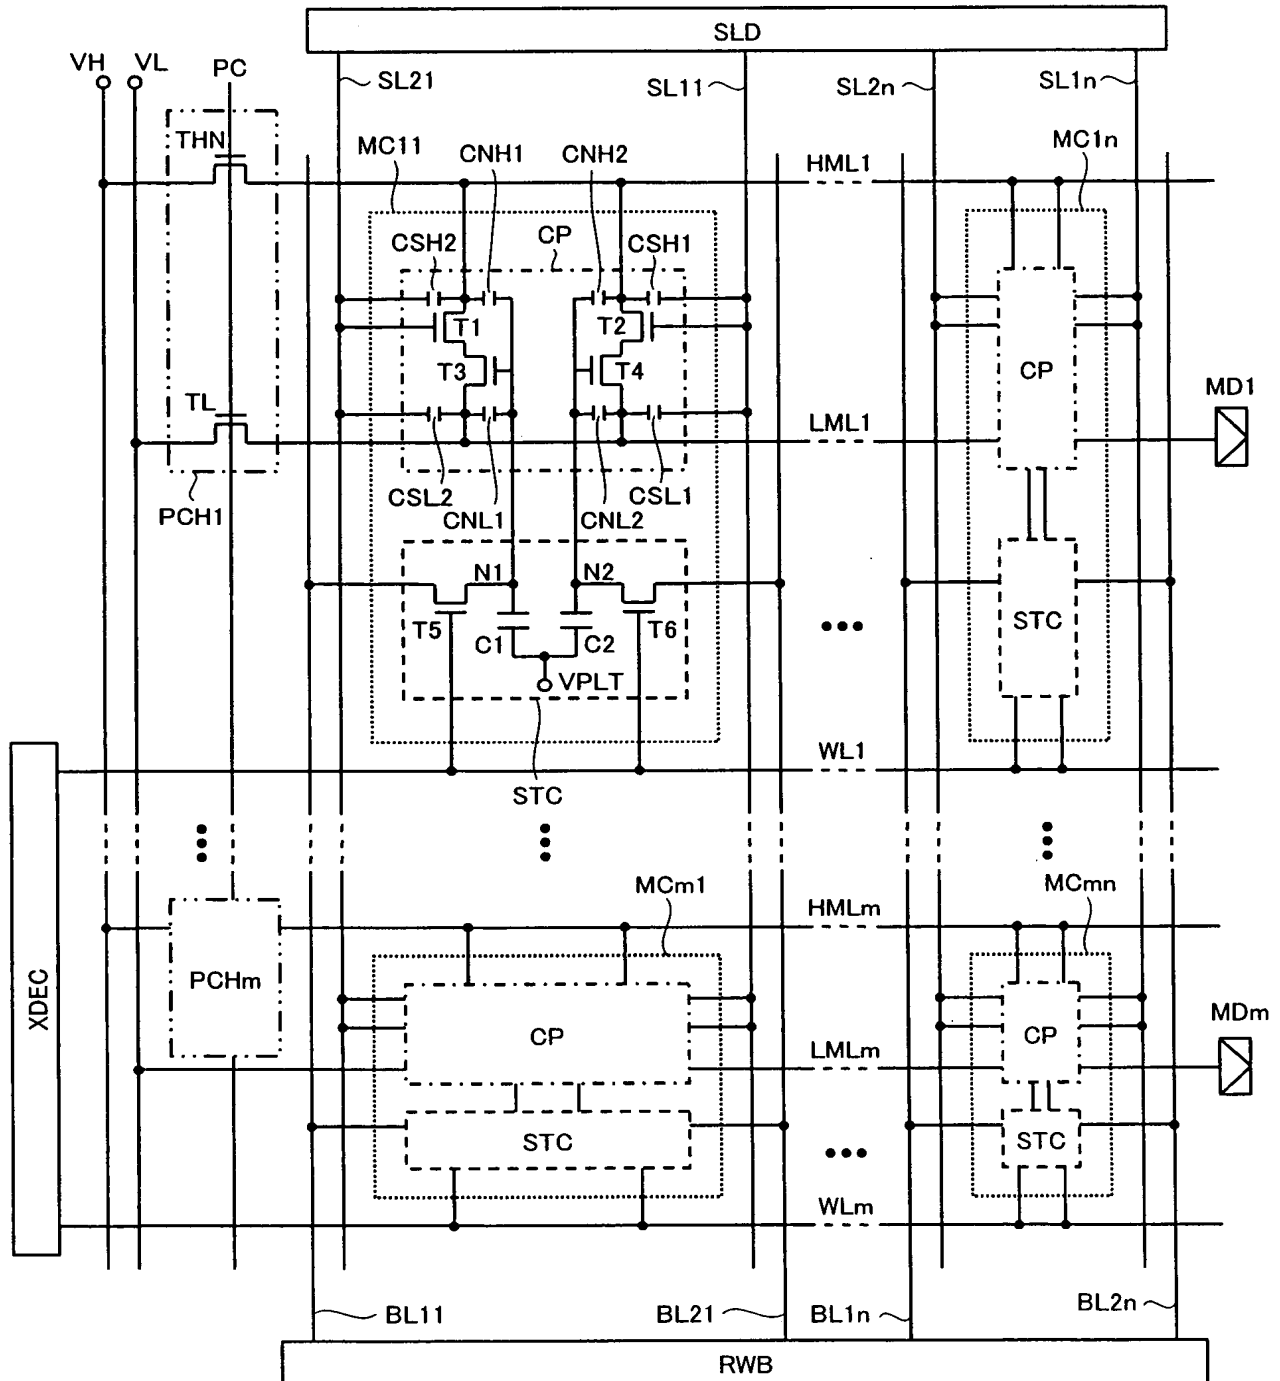 SLD
VH VL PC SL21 SL11 SL2n SL1n
THN MC11 CNH1 CNH2 HML1 MC1n
CSH2 CP CSH1
T1 T2
T3 T4 CP
TL LML1 MD1
PCH1 CSL2 CNL1 CNL2 CSL1
N1 N2
T5 C1 C2 T6 ••• STC
VPLT
WL1
STC
MCm1 HMLm MCmn
XDEC PCHm
CP LMLm CP MDm
STC ••• STC
WLm
BL11 BL21 BL1n BL2n
RWB